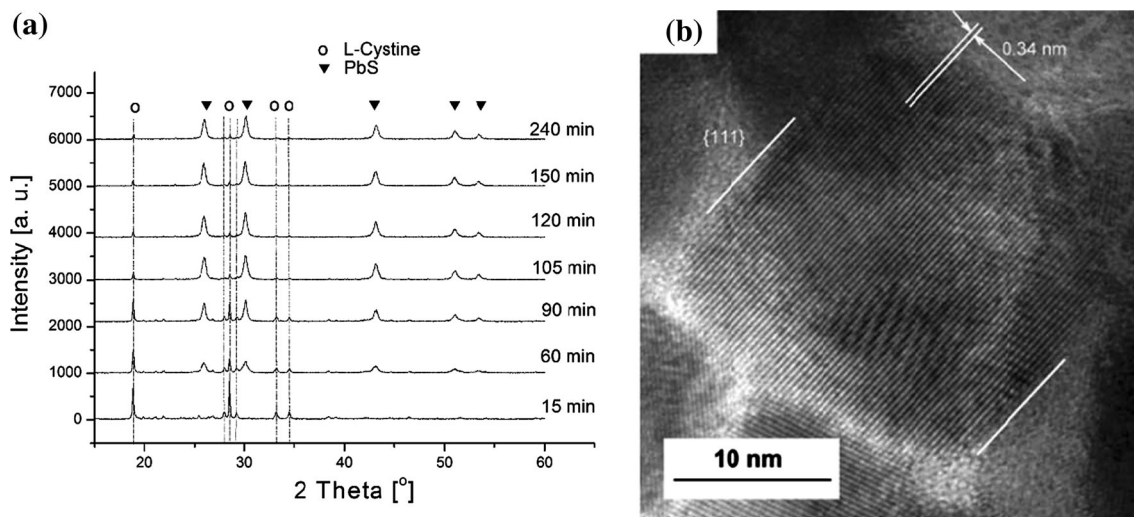 (a)
o L-Cystine
▼ PbS
7000
6000
5000
4000
3000
2000
1000
0
Intensity [a. u.]
240 min
150 min
120 min
105 min
90 min
60 min
15 min
20 30 40 50 60
2 Theta [°]
(b)
0.34 nm
{111}
10 nm